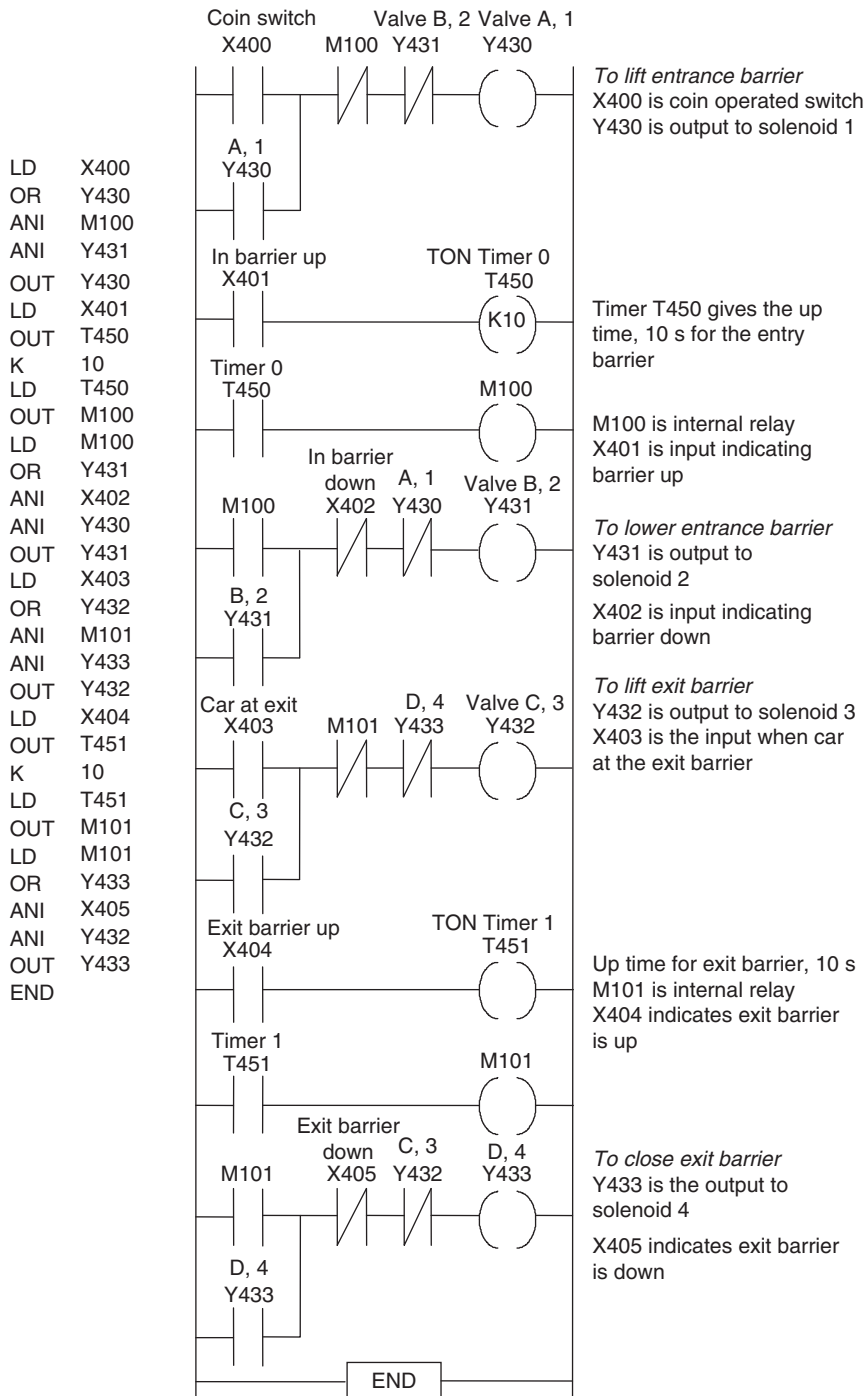 LD X400
OR Y430
ANI M100
ANI Y431
OUT Y430
LD X401
OUT T450
K 10
LD T450
OUT M100
LD M100
OR Y431
ANI X402
ANI Y430
OUT Y431
LD X403
OR Y432
ANI M101
ANI Y433
OUT Y432
LD X404
OUT T451
K 10
LD T451
OUT M101
LD M101
OR Y433
ANI X405
ANI Y432
OUT Y433
END
Coin switch Valve B, 2 Valve A, 1
X400 M100 Y431 Y430
A, 1
Y430
In barrier up TON Timer 0
X401 T450
K10
Timer 0
T450 M100
In barrier
down A, 1 Valve B, 2
M100 X402 Y430 Y431
B, 2
Y431
Car at exit D, 4 Valve C, 3
X403 M101 Y433 Y432
C, 3
Y432
Exit barrier up TON Timer 1
X404 T451
Timer 1
T451 M101
Exit barrier
down C, 3 D, 4
M101 X405 Y432 Y433
D, 4
Y433
END
To lift entrance barrier
X400 is coin operated switch
Y430 is output to solenoid 1
Timer T450 gives the up
time, 10 s for the entry
barrier
M100 is internal relay
X401 is input indicating
barrier up
To lower entrance barrier
Y431 is output to
solenoid 2
X402 is input indicating
barrier down
To lift exit barrier
Y432 is output to solenoid 3
X403 is the input when car
at the exit barrier
Up time for exit barrier, 10 s
M101 is internal relay
X404 indicates exit barrier
is up
To close exit barrier
Y433 is the output to
solenoid 4
X405 indicates exit barrier
is down